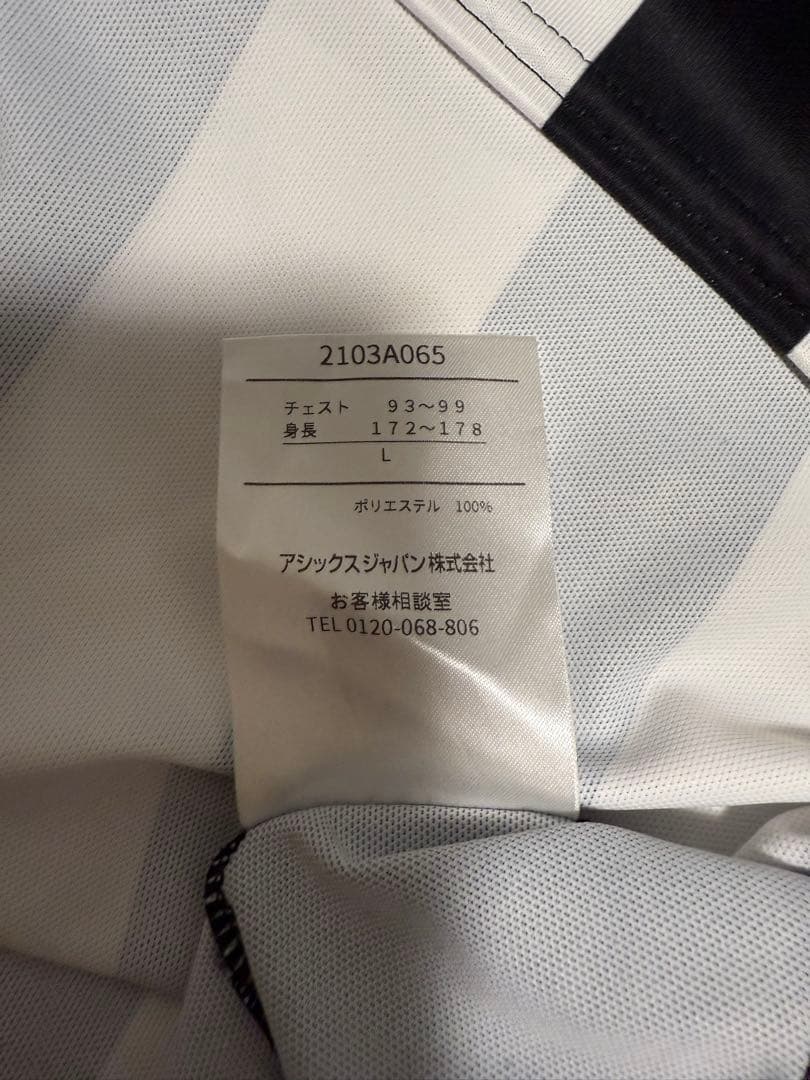 2103A065
チェスト ９３～９９
身長 １７２～１７８
L
ポリエステル 100%
アシックスジャパン株式会社
お客様相談室
TEL 0120-068-806